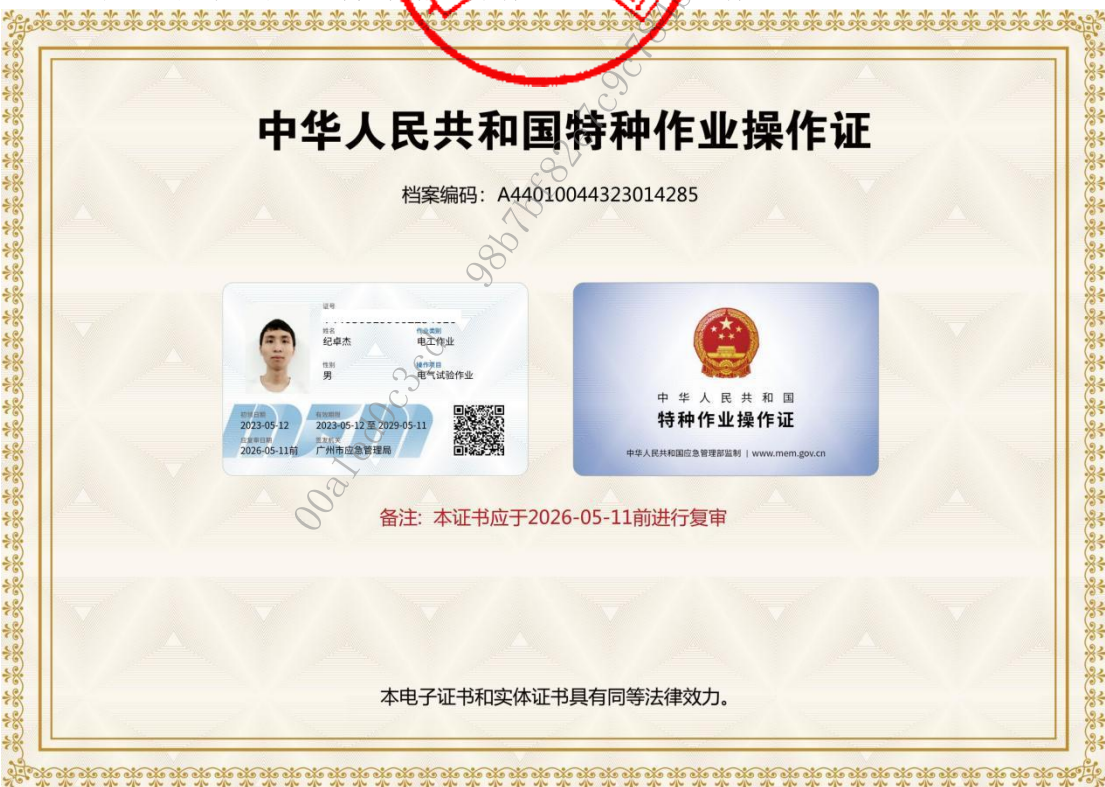 中华人民共和国特种作业操作证
档案编码：A44010044323014285
证号
姓名
纪卓杰
作业类别
电工作业
性别
男
操作项目
电气试验作业
初领日期
2023-05-12
有效期限
2023-05-12 至 2029-05-11
应复审日期
2026-05-11前
签发机关
广州市应急管理局
中华人民共和国
特种作业操作证
中华人民共和国应急管理部监制 | www.mem.gov.cn
备注：本证书应于2026-05-11前进行复审
本电子证书和实体证书具有同等法律效力。